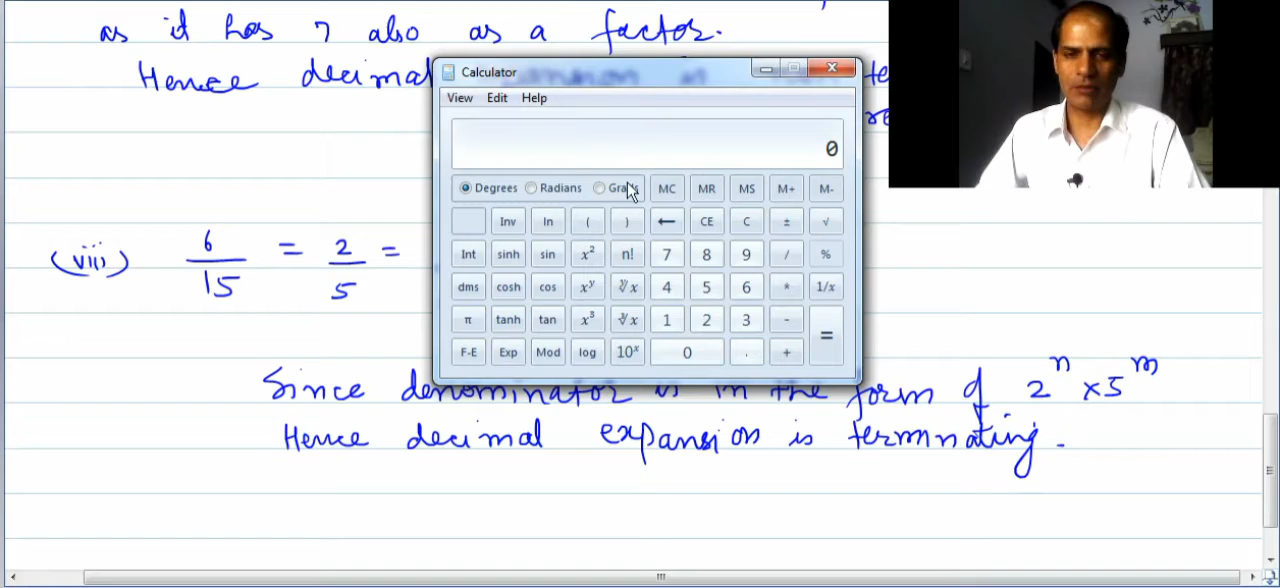 as it has 7 also as a factor.
Hence decimal
(viii) 6/15 = 2/5 =
Calculator
View Edit Help
0
Degrees Radians MC MR MS M+ M-
Inv ln ( ) ← CE C ± √
Int sinh sin x² n! 7 8 9 / %
dms cosh cos xʸ ʸ√x 4 5 6 * 1/x
π tanh tan x³ ³√x 1 2 3 - =
F-E Exp Mod log 10ˣ 0 . +
Since denominator is in the form of 2ⁿ × 5ᵐ
Hence decimal expansion is termnating.